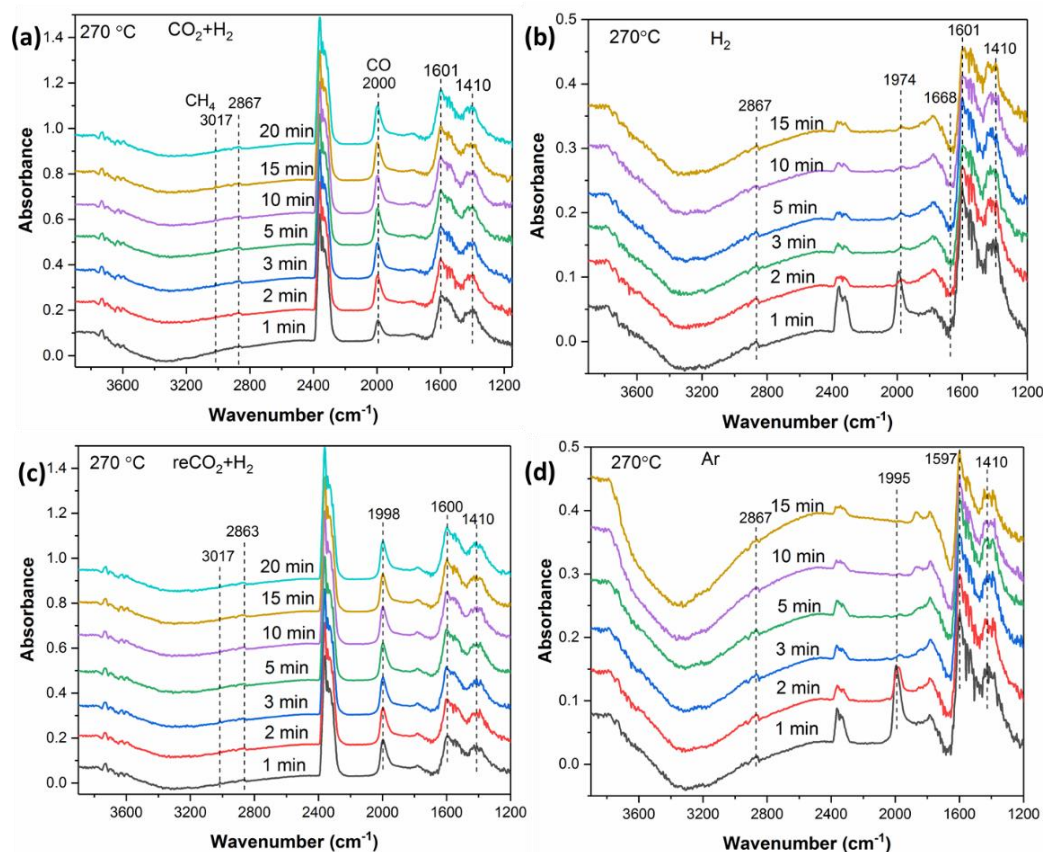 (a)
270 °C
CO₂+H₂
CH₄
3017
2867
CO
2000
1601
1410
20 min
15 min
10 min
5 min
3 min
2 min
1 min
1.4
1.2
1.0
0.8
0.6
0.4
0.2
0.0
Absorbance
3600 3200 2800 2400 2000 1600 1200
Wavenumber (cm⁻¹)
(b)
270°C
H₂
2867
1974
1668
1601
1410
15 min
10 min
5 min
3 min
2 min
1 min
0.5
0.4
0.3
0.2
0.1
0.0
Absorbance
3600 3200 2800 2400 2000 1600 1200
Wavenumber (cm⁻¹)
(c)
270 °C
reCO₂+H₂
3017
2863
1998
1600
1410
20 min
15 min
10 min
5 min
3 min
2 min
1 min
1.4
1.2
1.0
0.8
0.6
0.4
0.2
0.0
Absorbance
3600 3200 2800 2400 2000 1600 1200
Wavenumber (cm⁻¹)
(d)
270°C
Ar
2867
1995
1597
1410
15 min
10 min
5 min
3 min
2 min
1 min
0.5
0.4
0.3
0.2
0.1
0.0
Absorbance
3600 3200 2800 2400 2000 1600 1200
Wavenumber (cm⁻¹)